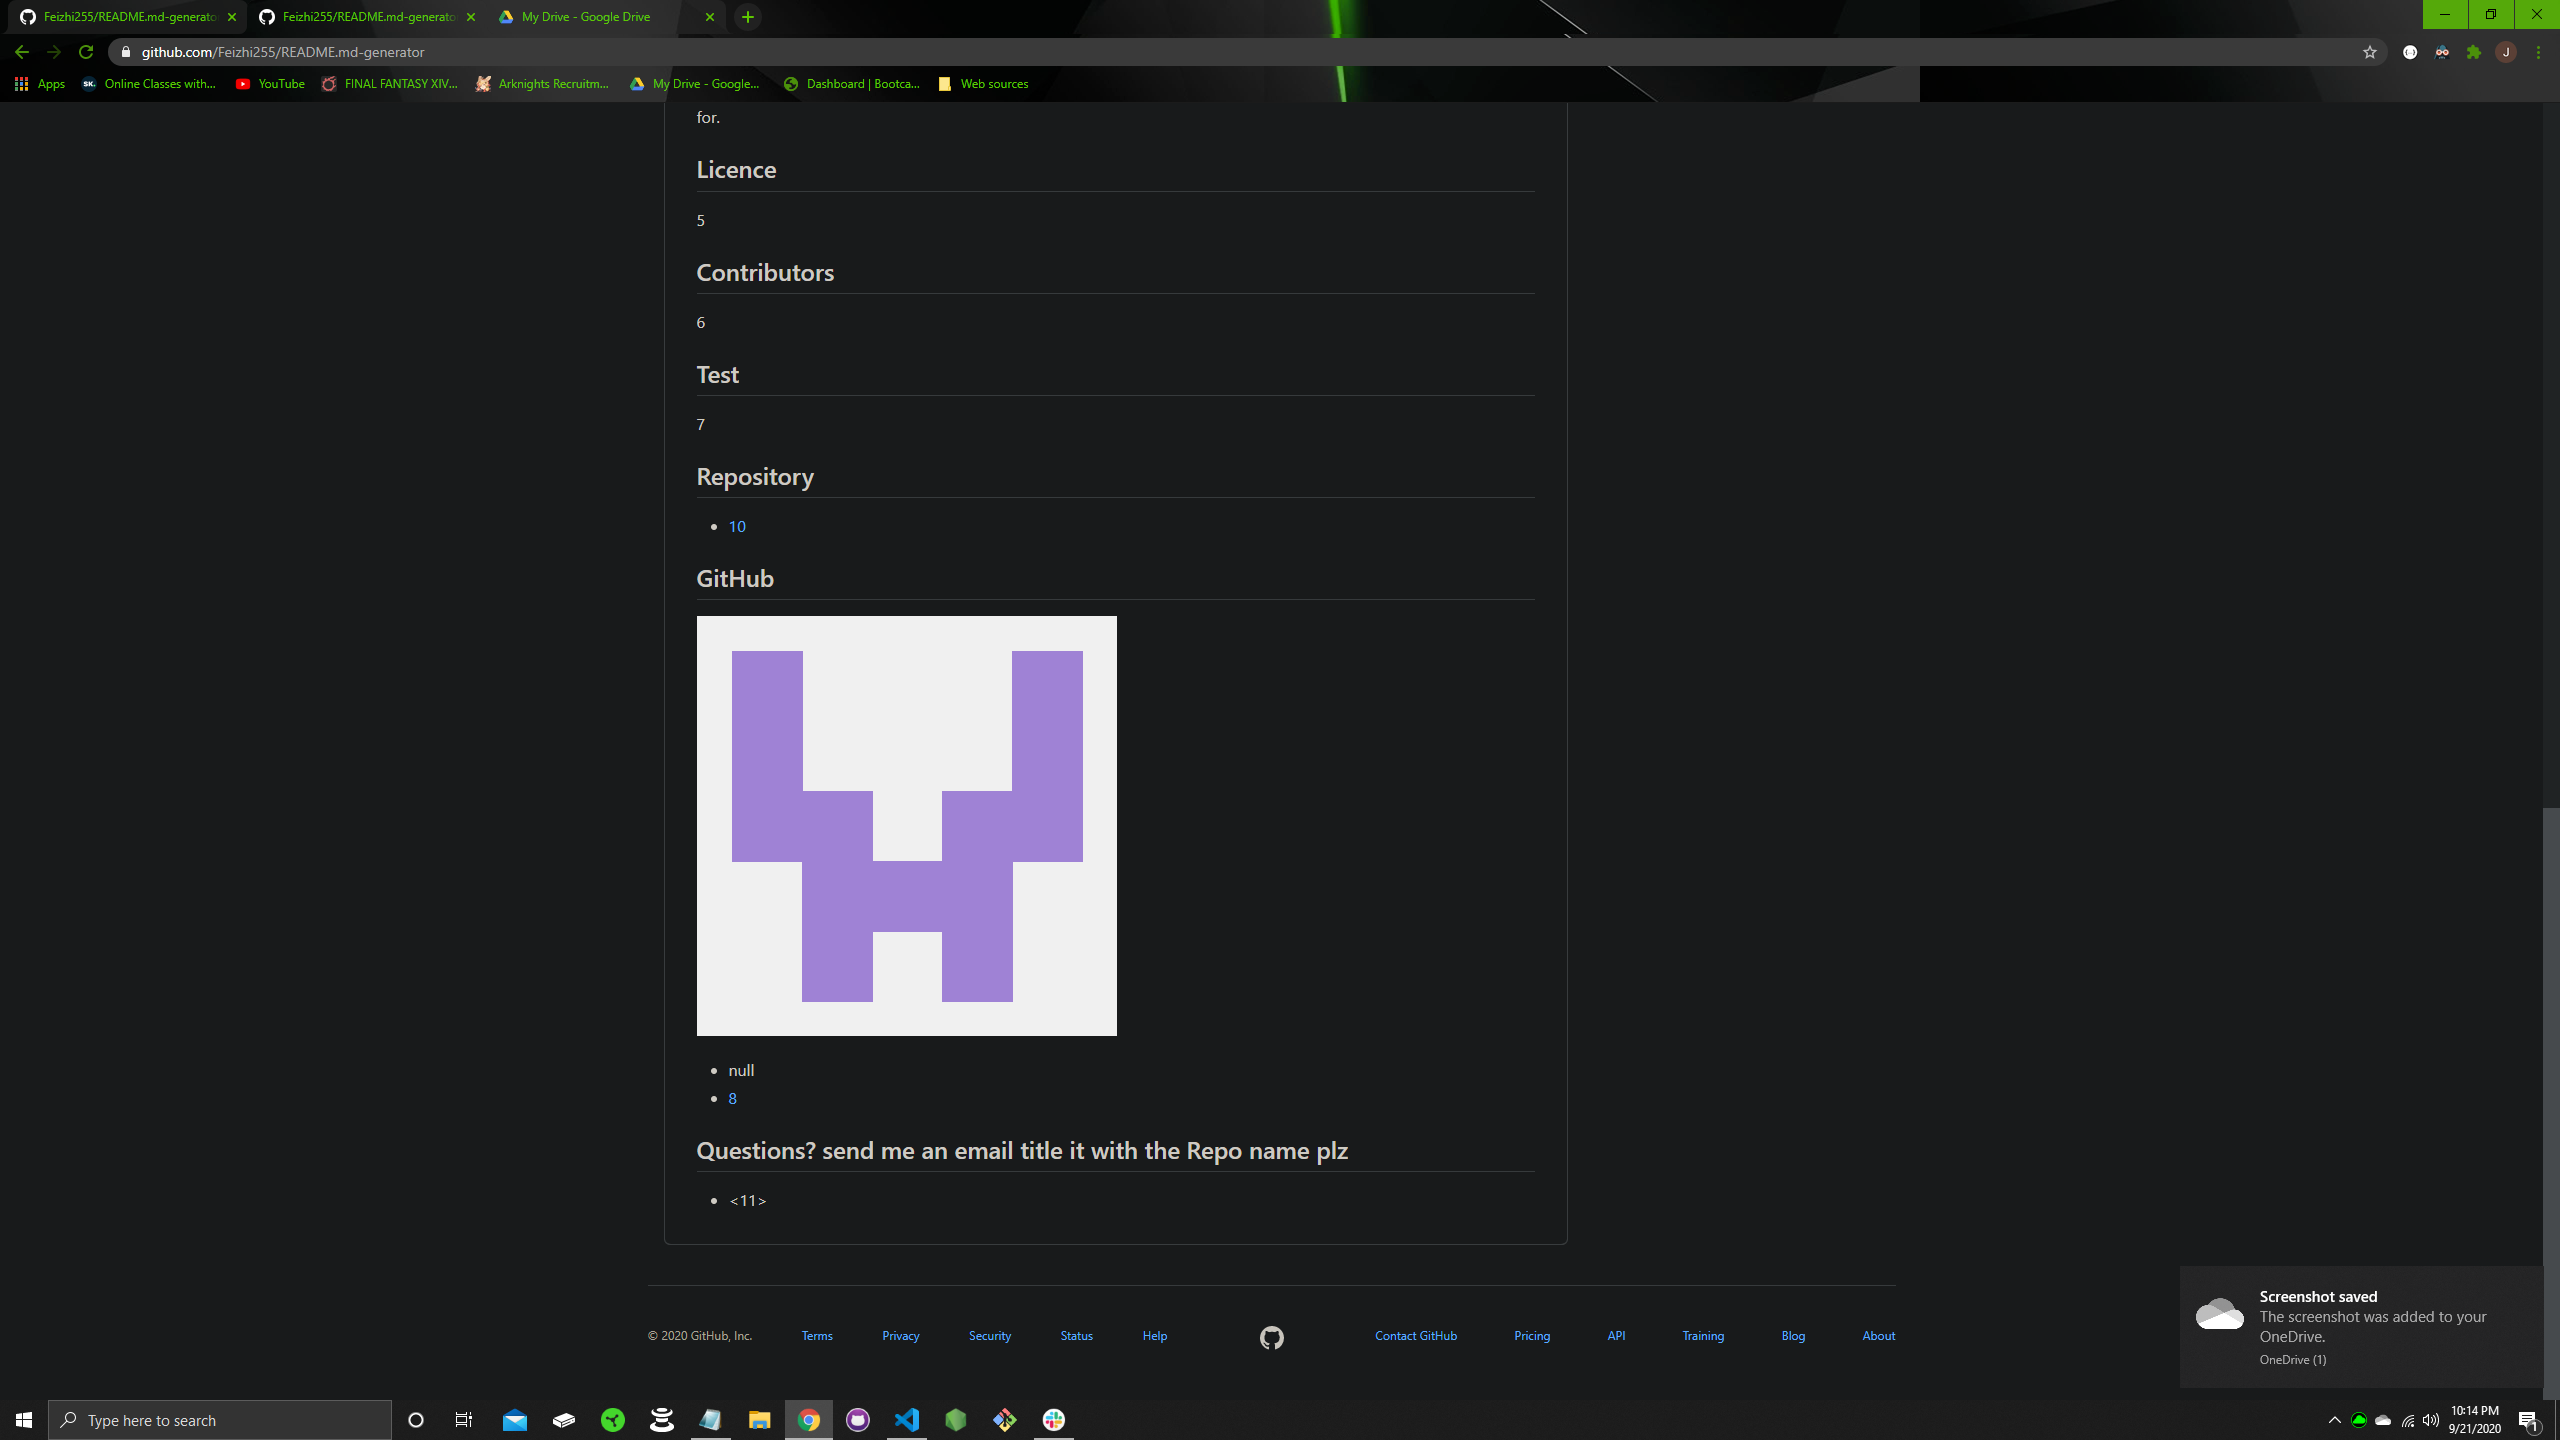 Feizhi255/README.md-generato
Feizhi255/README.md-generato
My Drive - Google Drive
github.com/Feizhi255/README.md-generator
J
Apps
Online Classes with...
YouTube
FINAL FANTASY XIV...
Arknights Recruitm...
My Drive - Google...
Dashboard | Bootca...
Web sources
for.
Licence
5
Contributors
6
Test
7
Repository
10
GitHub
null
8
Questions? send me an email title it with the Repo name plz
<11>
© 2020 GitHub, Inc.
Terms
Privacy
Security
Status
Help
Contact GitHub
Pricing
API
Training
Blog
About
Screenshot saved
The screenshot was added to your
OneDrive.
OneDrive (1)
Type here to search
10:14 PM
9/21/2020
1